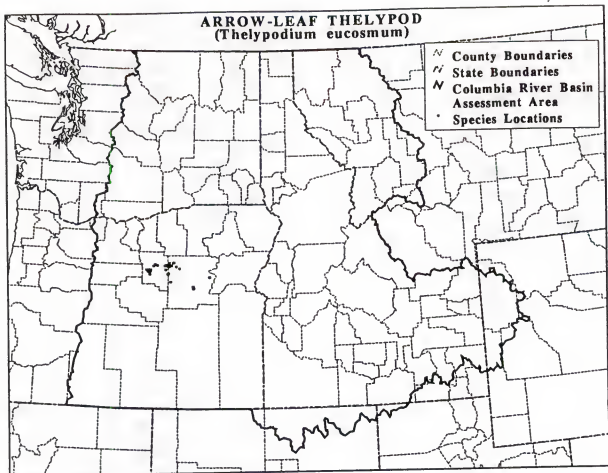 ARROW-LEAF THELYPOD
(Thelypodium eucosmum)
County Boundaries
State Boundaries
Columbia River Basin
Assessment Area
Species Locations